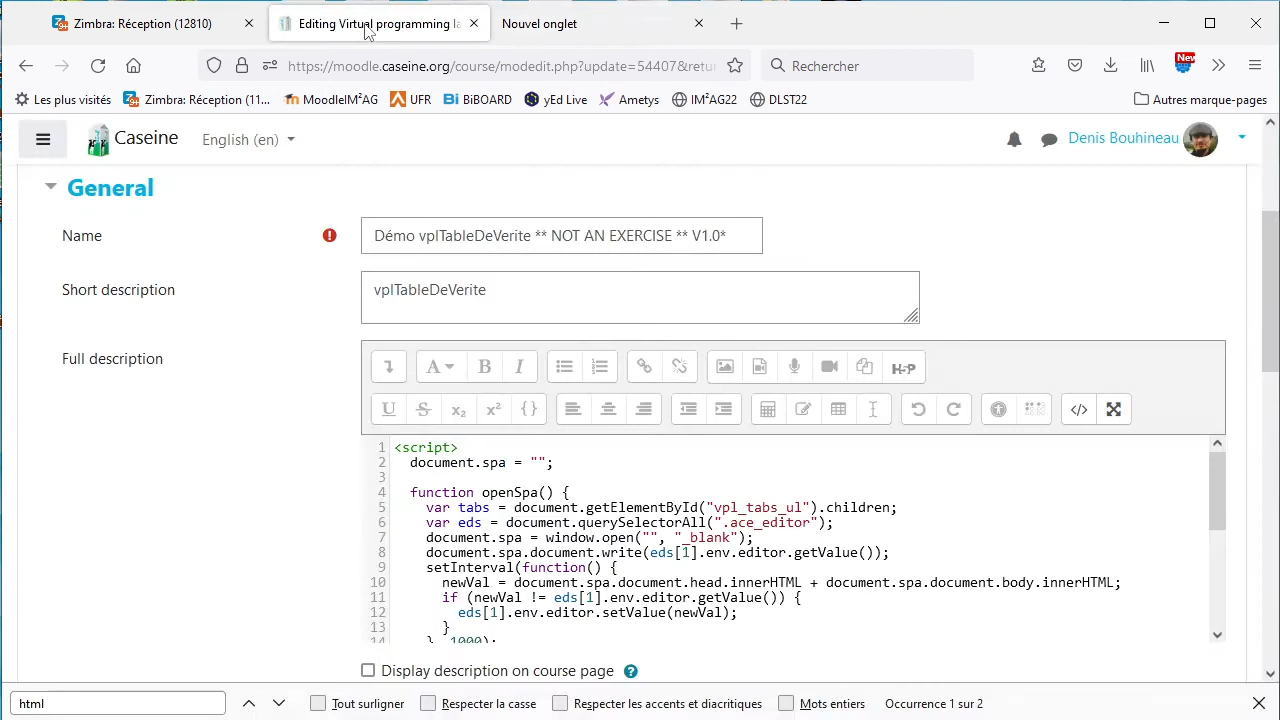 Zimbra: Réception (12810)
Editing Virtual programming la
Nouvel onglet
https://moodle.caseine.org/course/modedit.php?update=54407&retu
Rechercher
New
Les plus visités
Zimbra: Réception (11...
MoodleIM²AG
UFR
Bi BiBOARD
yEd Live
Ametys
IM²AG22
DLST22
Autres marque-pages
Caseine
English (en)
Denis Bouhineau
General
Name
Démo vplTableDeVerite ** NOT AN EXERCISE ** V1.0*
Short description
vplTableDeVerite
Full description
A B I
H-P
U S x₂ x² {}
</>
1 <script>
2 document.spa = "";
3
4 function openSpa() {
5 var tabs = document.getElementById("vpl_tabs_ul").children;
6 var eds = document.querySelectorAll(".ace_editor");
7 document.spa = window.open("", "_blank");
8 document.spa.document.write(eds[1].env.editor.getValue());
9 setInterval(function() {
10 newVal = document.spa.document.head.innerHTML + document.spa.document.body.innerHTML;
11 if (newVal != eds[1].env.editor.getValue()) {
12 eds[1].env.editor.setValue(newVal);
13 }
14 }, 1000);
Display description on course page
html
Tout surligner
Respecter la casse
Respecter les accents et diacritiques
Mots entiers
Occurrence 1 sur 2